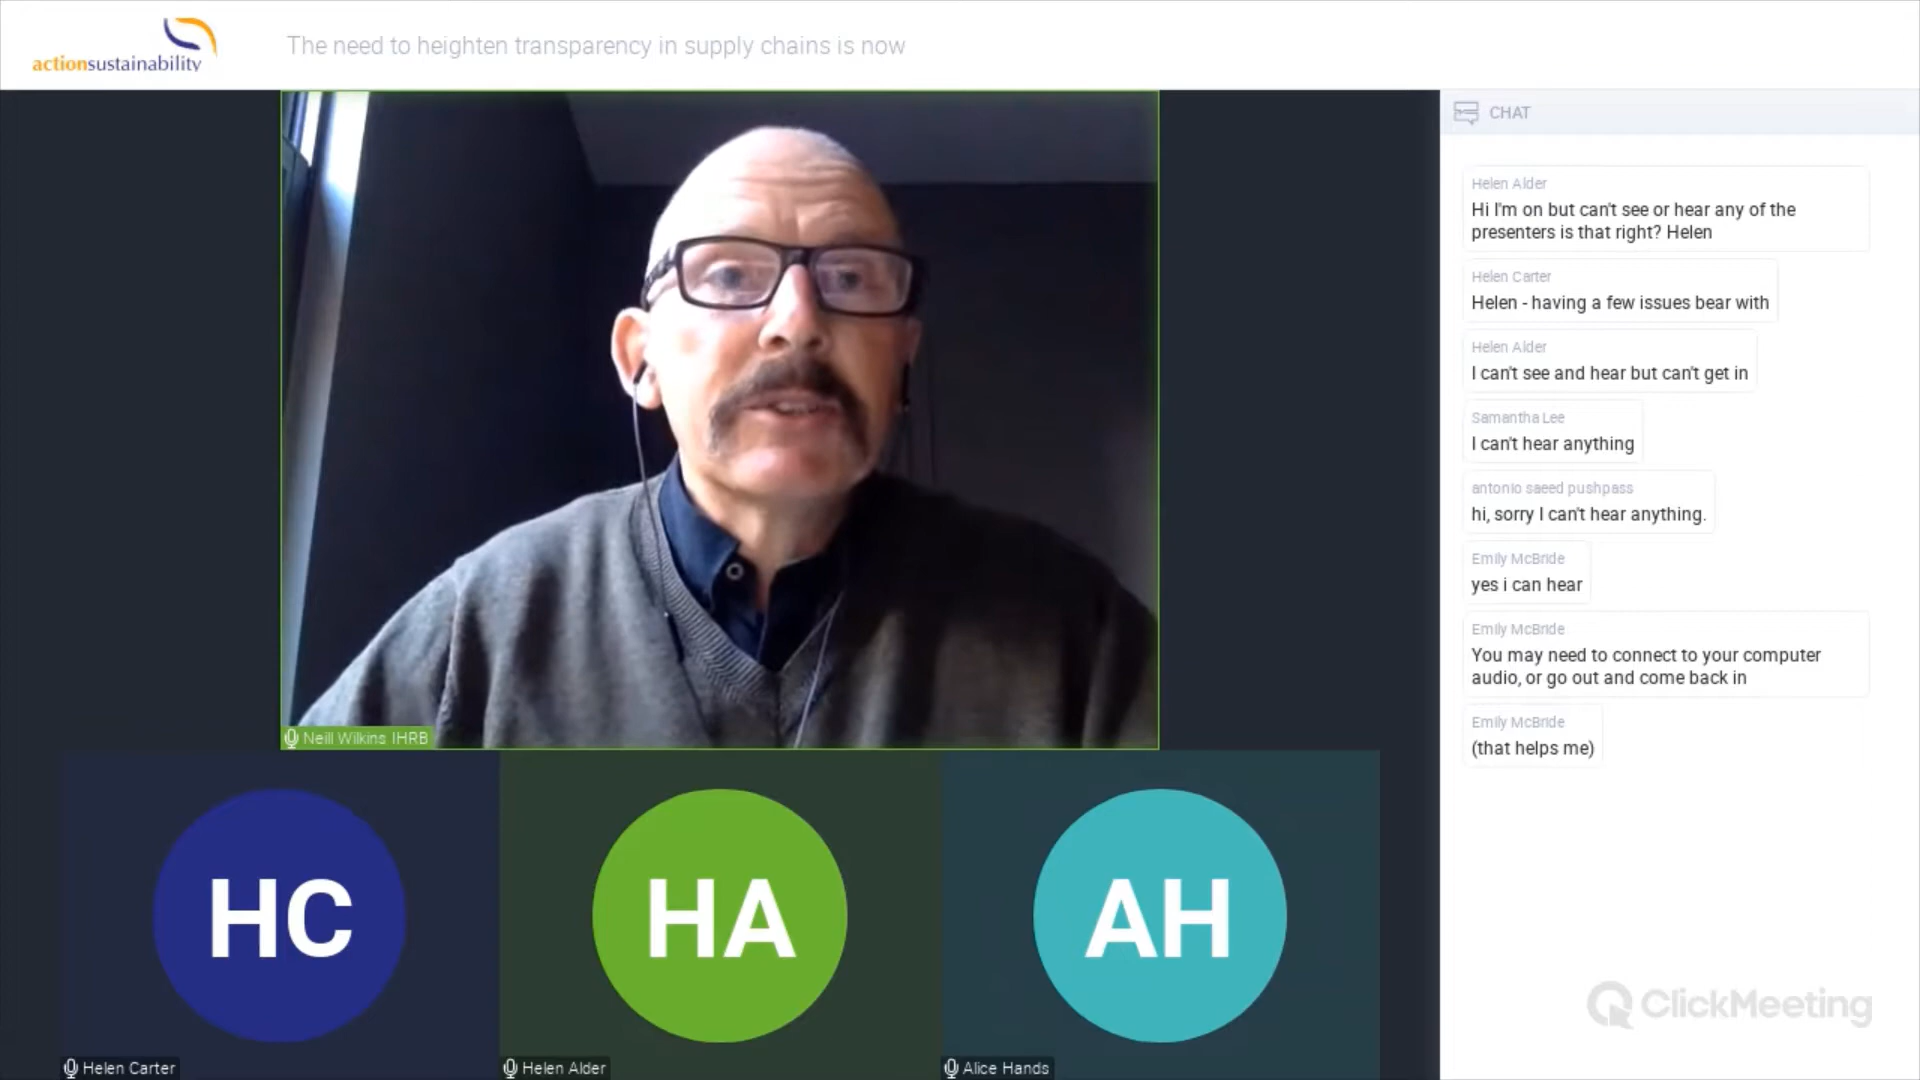 actionsustainability
The need to heighten transparency in supply chains is now
CHAT
Helen Alder
Hi I'm on but can't see or hear any of the
presenters is that right? Helen
Helen Carter
Helen - having a few issues bear with
Helen Alder
I can't see and hear but can't get in
Samantha Lee
I can't hear anything
antonio saeed pushpass
hi, sorry I can't hear anything.
Emily McBride
yes i can hear
Emily McBride
You may need to connect to your computer
audio, or go out and come back in
Emily McBride
(that helps me)
Neill Wilkins IHRB
HC
HA
AH
Helen Carter
Helen Alder
Alice Hands
ClickMeeting